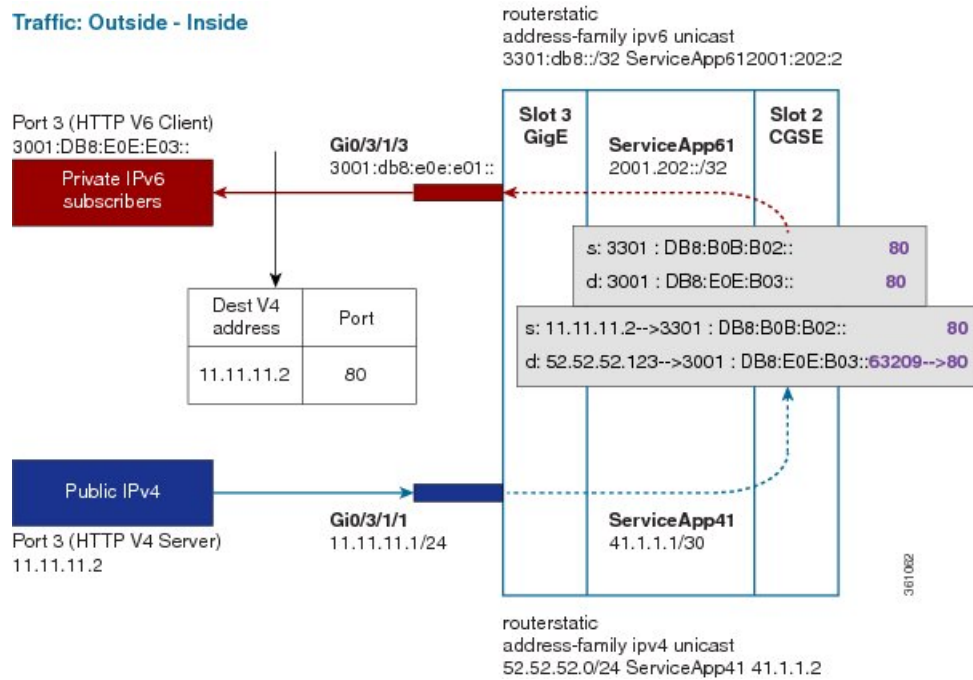 Traffic: Outside - Inside
routerstatic
address-family ipv6 unicast
3301:db8::/32 ServiceApp612001:202:2
Port 3 (HTTP V6 Client)
3001:DB8:E0E:E03::
Private IPv6
subscribers
Gi0/3/1/3
3001:db8:e0e:e01::
Slot 3
GigE
ServiceApp61
2001.202::/32
Slot 2
CGSE
s: 3301 : DB8:B0B:B02:: 80
d: 3001 : DB8:E0E:B03:: 80
Dest V4
address
Port
11.11.11.2
80
s: 11.11.11.2-->3301 : DB8:B0B:B02:: 80
d: 52.52.52.123-->3001 : DB8:E0E:B03::63209-->80
Public IPv4
Port 3 (HTTP V4 Server)
11.11.11.2
Gi0/3/1/1
11.11.11.1/24
ServiceApp41
41.1.1.1/30
361062
routerstatic
address-family ipv4 unicast
52.52.52.0/24 ServiceApp41 41.1.1.2